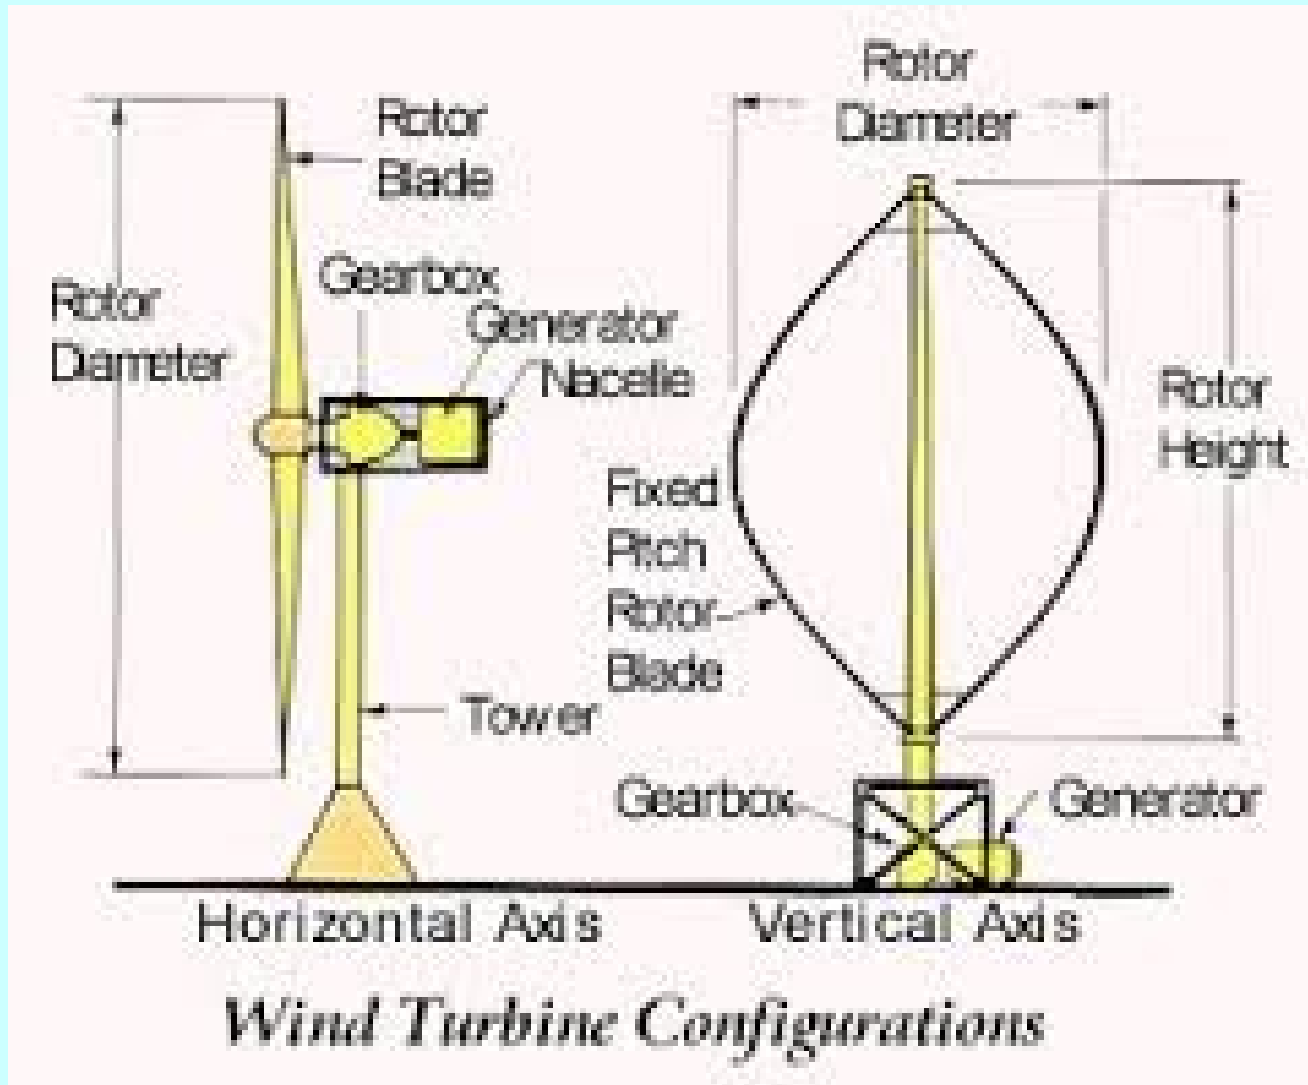 Rotor
Blade
Gearbox
Generator
Nacelle
Rotor
Diameter
Tower
Horizontal Axis
Rotor
Diameter
Rotor
Height
Fixed
Pitch
Rotor
Blade
Gearbox
Generator
Vertical Axis
Wind Turbine Configurations